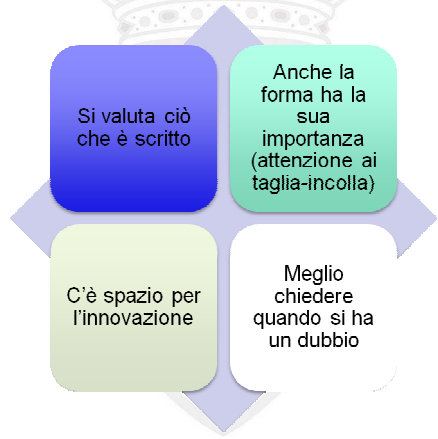 Si valuta ciò
che è scritto
Anche la
forma ha la
sua
importanza
(attenzione ai
taglia-incolla)
C'è spazio per
l'innovazione
Meglio
chiedere
quando si ha
un dubbio